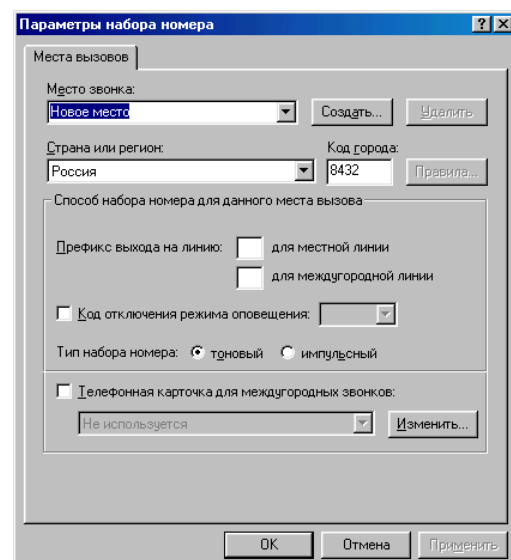 Параметры набора номера
Места вызовов
Место звонка:
Новое место
Создать...
Удалить
Страна или регион:
Код города:
Россия
8432
Правила...
Способ набора номера для данного места вызова
Префикс выхода на линию:
для местной линии
для междугородной линии
Код отключения режима оповещения:
Тип набора номера:
тоновый
импульсный
Телефонная карточка для междугородных звонков:
Не используется
Изменить...
OK
Отмена
Применить